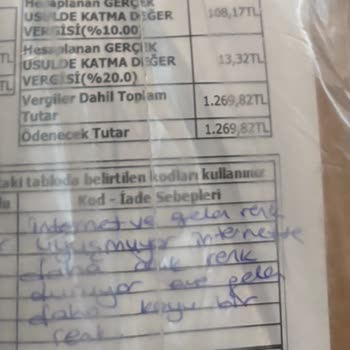 Hesaplanan GERÇEK
USULDE KATMA DEĞER
VERGİSİ(%10.00)
108,17TL
Hesaplanan GERÇEK
USULDE KATMA DEĞER
VERGİSİ(%20.0)
13,32TL
Vergiler Dahil Toplam
Tutar
1.269,82TL
Ödenecek Tutar
1.269,82TL
tabloda belirtilen kodları kullanınız
Kod - İade Sebepleri
internet ve gelen renk
uyuşmuyor internette
daha açık renk
duruyor eve gelen
daha koyu bir
renk